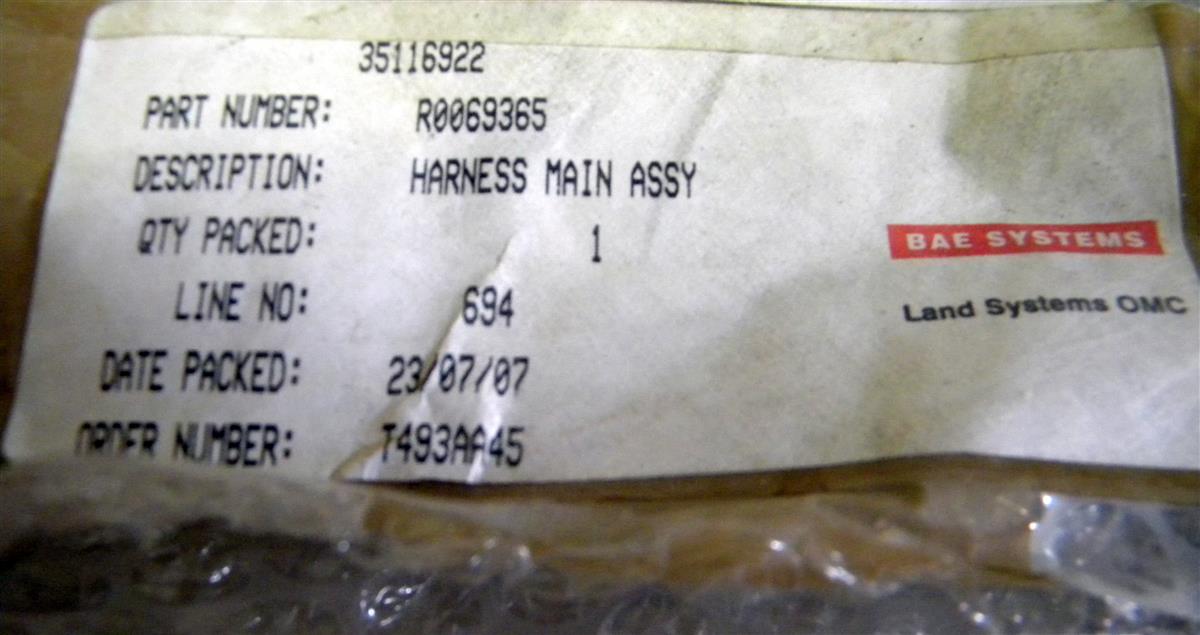 35116922
PART NUMBER: R0069365
DESCRIPTION: HARNESS MAIN ASSY
QTY PACKED: 1
BAE SYSTEMS
LINE NO: 694
Land Systems OMC
DATE PACKED: 23/07/07
ORDER NUMBER: T493AA45